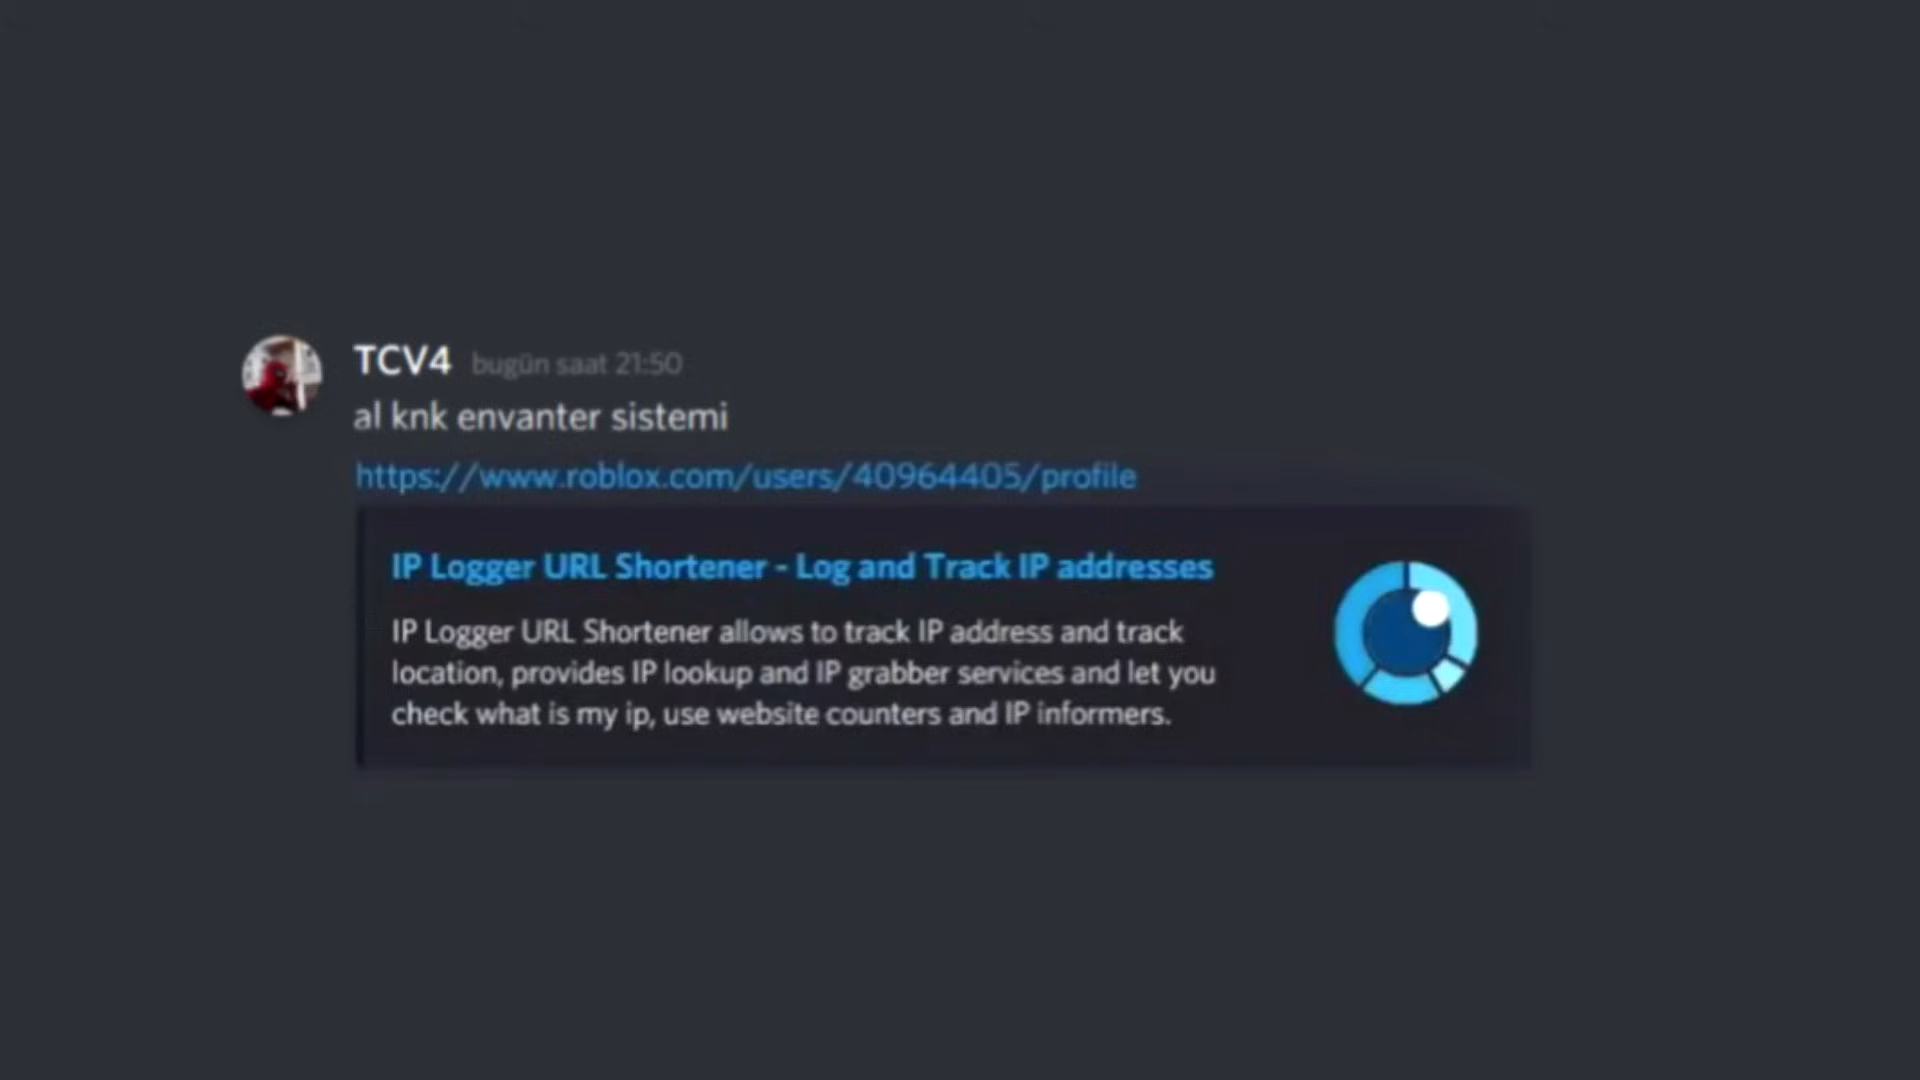 TCV4 bugün saat 21:50
al knk envanter sistemi
https://www.roblox.com/users/40964405/profile
IP Logger URL Shortener - Log and Track IP addresses
IP Logger URL Shortener allows to track IP address and track
location, provides IP lookup and IP grabber services and let you
check what is my ip, use website counters and IP informers.